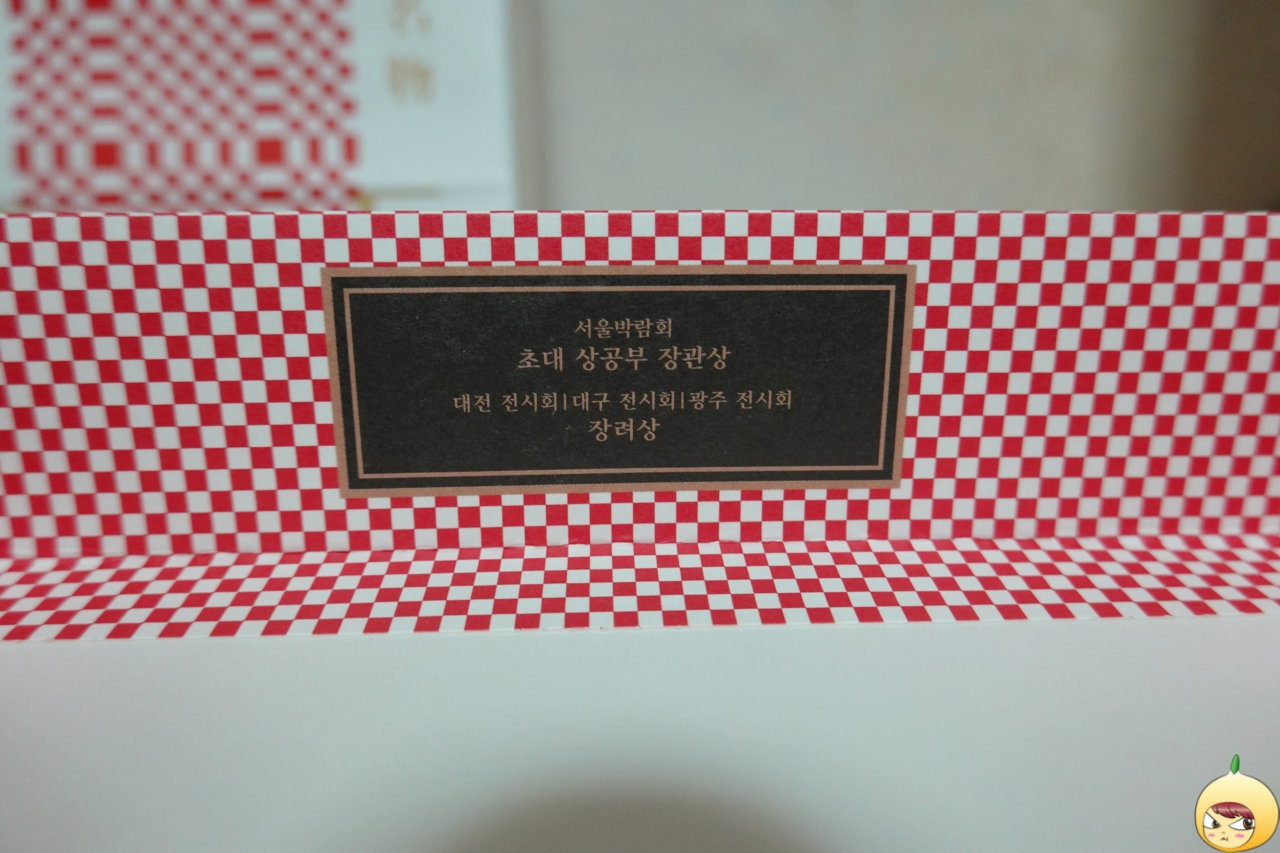 서울박람회
초대 상공부 장관상
대전 전시회|대구 전시회|광주 전시회
장려상